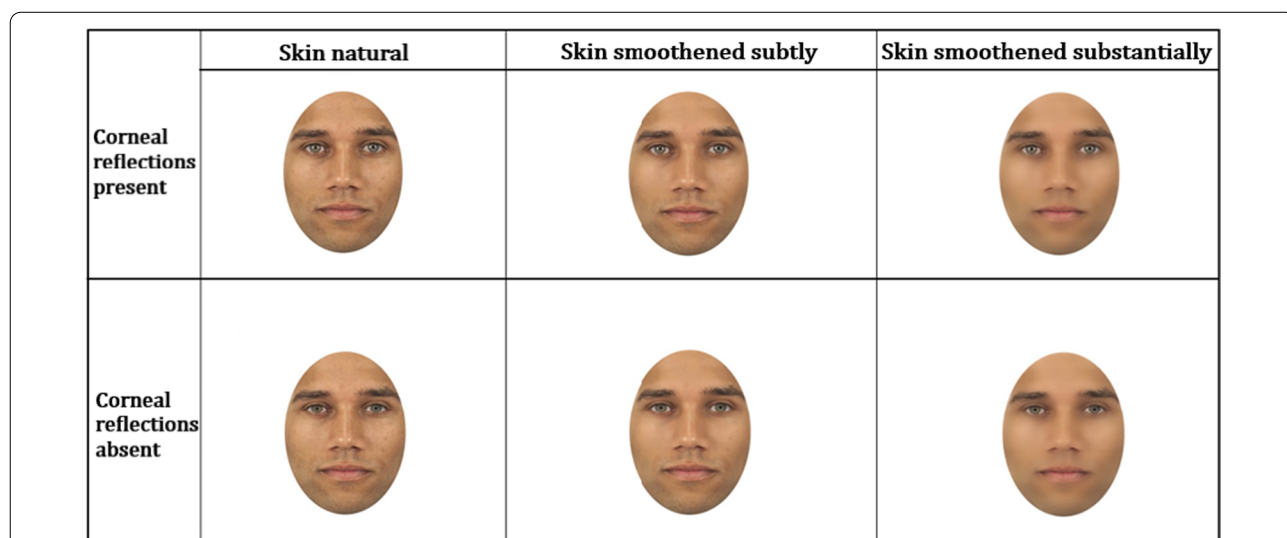 Skin natural
Skin smoothened subtly
Skin smoothened substantially
Corneal
reflections
present
Corneal
reflections
absent